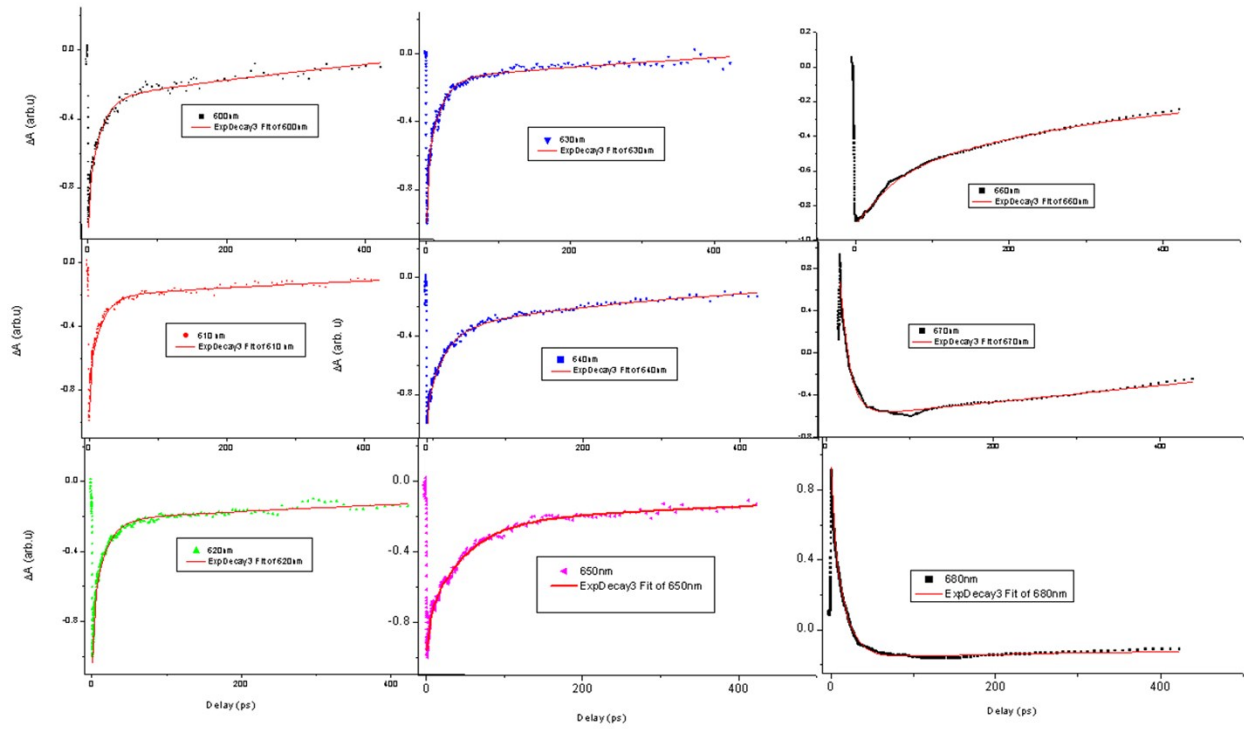 0.0
-0.4
-0.8
ΔA (arb.u)
600nm
ExpDecay3 Fit of 600nm
0
200
400
0.0
-0.4
-0.8
630nm
ExpDecay3 Fit of 630nm
0
200
400
0.0
-0.2
-0.4
-0.6
-0.8
-1.0
660nm
ExpDecay3 Fit of 660nm
0
200
400
0.0
-0.4
-0.8
ΔA (arb.u)
610nm
ExpDecay3 Fit of 610nm
0
200
400
0.0
-0.4
-0.8
ΔA (arb. u)
640nm
ExpDecay3 Fit of 640nm
0
200
400
0.8
0.4
0.0
-0.4
-0.8
670nm
ExpDecay3 Fit of 670nm
0
200
400
0.0
-0.4
-0.8
ΔA (arb.u)
620nm
ExpDecay3 Fit of 620nm
0
200
400
Delay (ps)
0.0
-0.4
-0.8
650nm
ExpDecay3 Fit of 650nm
0
200
400
Delay (ps)
0.8
0.4
0.0
680nm
ExpDecay3 Fit of 680nm
0
200
400
Delay (ps)